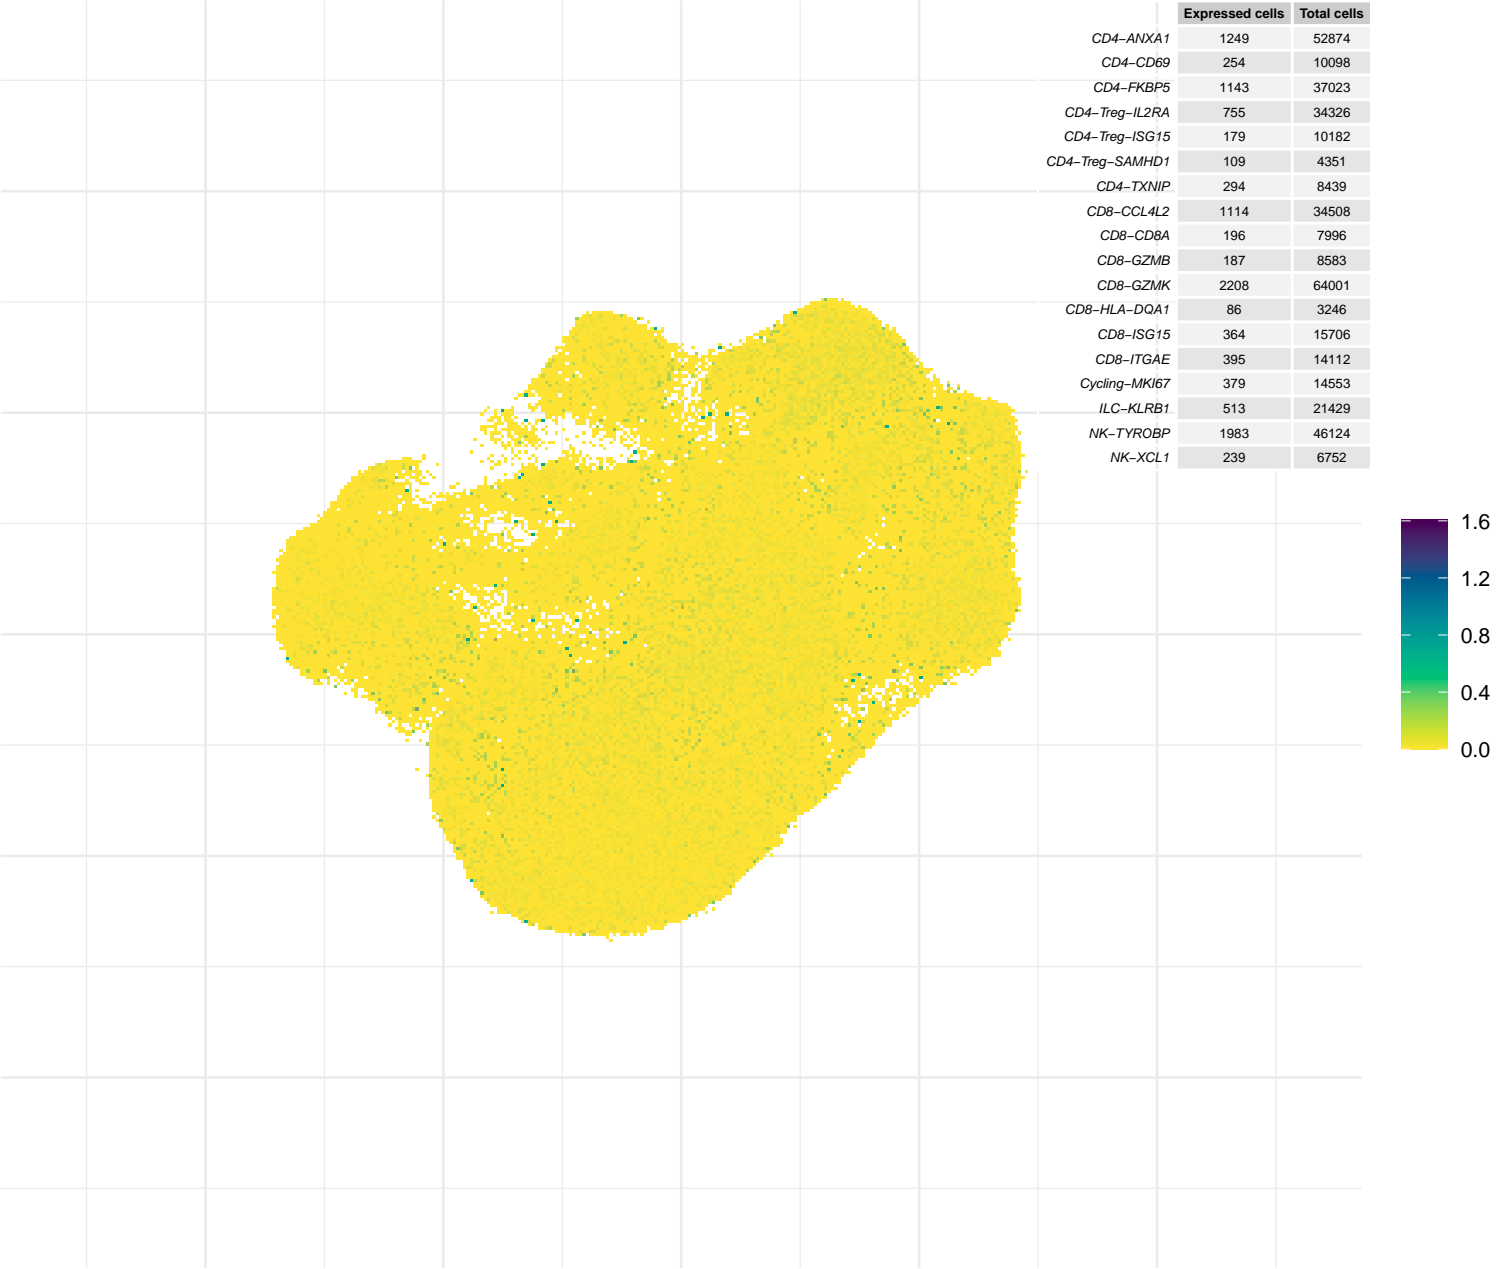 Expressed cells Total cells
CD4−ANXA1 1249 52874
CD4−CD69 254 10098
CD4−FKBP5 1143 37023
CD4−Treg−IL2RA 755 34326
CD4−Treg−ISG15 179 10182
CD4−Treg−SAMHD1 109 4351
CD4−TXNIP 294 8439
CD8−CCL4L2 1114 34508
CD8−CD8A 196 7996
CD8−GZMB 187 8583
CD8−GZMK 2208 64001
CD8−HLA−DQA1 86 3246
CD8−ISG15 364 15706
CD8−ITGAE 395 14112
Cycling−MKI67 379 14553
ILC−KLRB1 513 21429
NK−TYROBP 1983 46124
NK−XCL1 239 6752
1.6
1.2
0.8
0.4
0.0